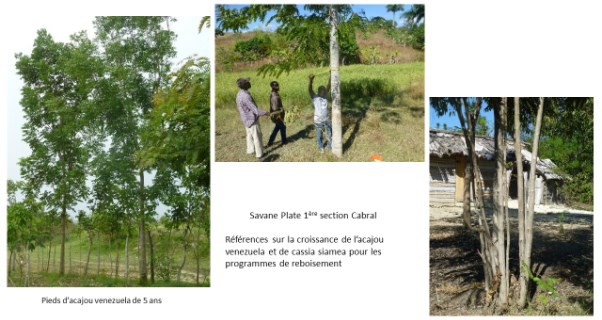 Savane Plate 1ère section Cabral
Références sur la croissance de l'acajou
venezuela et de cassia siamea pour les
programmes de reboisement
Pieds d'acajou venezuela de 5 ans